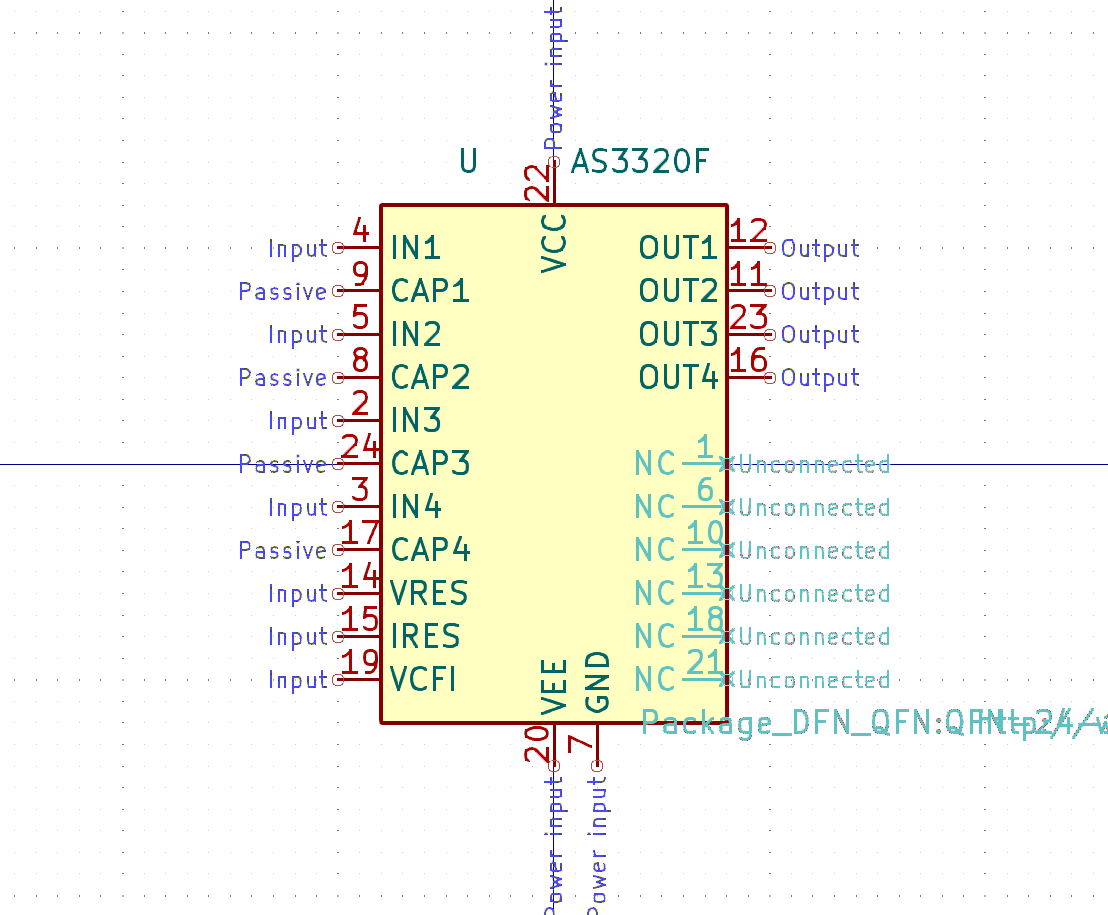 Power input
U 22 AS3320F
VCC
Input 4 IN1 OUT1 12 Output
Passive 9 CAP1 OUT2 11 Output
Input 5 IN2 OUT3 23 Output
Passive 8 CAP2 OUT4 16 Output
Input 2 IN3
Passive 24 CAP3 NC 1 Unconnected
Input 3 IN4 NC 6 Unconnected
Passive 17 CAP4 NC 10 Unconnected
Input 14 VRES NC 13 Unconnected
Input 15 IRES NC 18 Unconnected
Input 19 VCFI NC 21 Unconnected
VEE GND
Package_DFN_QFN:
20 7
Power input Power input